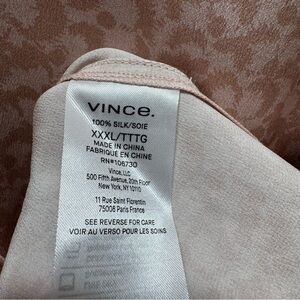 VINCE.
100% SILK/SOIE
XXXL/TTTG
MADE IN CHINA
FABRIQUE EN CHINE
RN#106730
Vince, LLC
500 Fifth Avenue, 20th Floor
New York, NY 10110
11 Rue Saint Florentin
75008 Paris France
SEE REVERSE FOR CARE
VOIR AU VERSO POUR LES SOINS